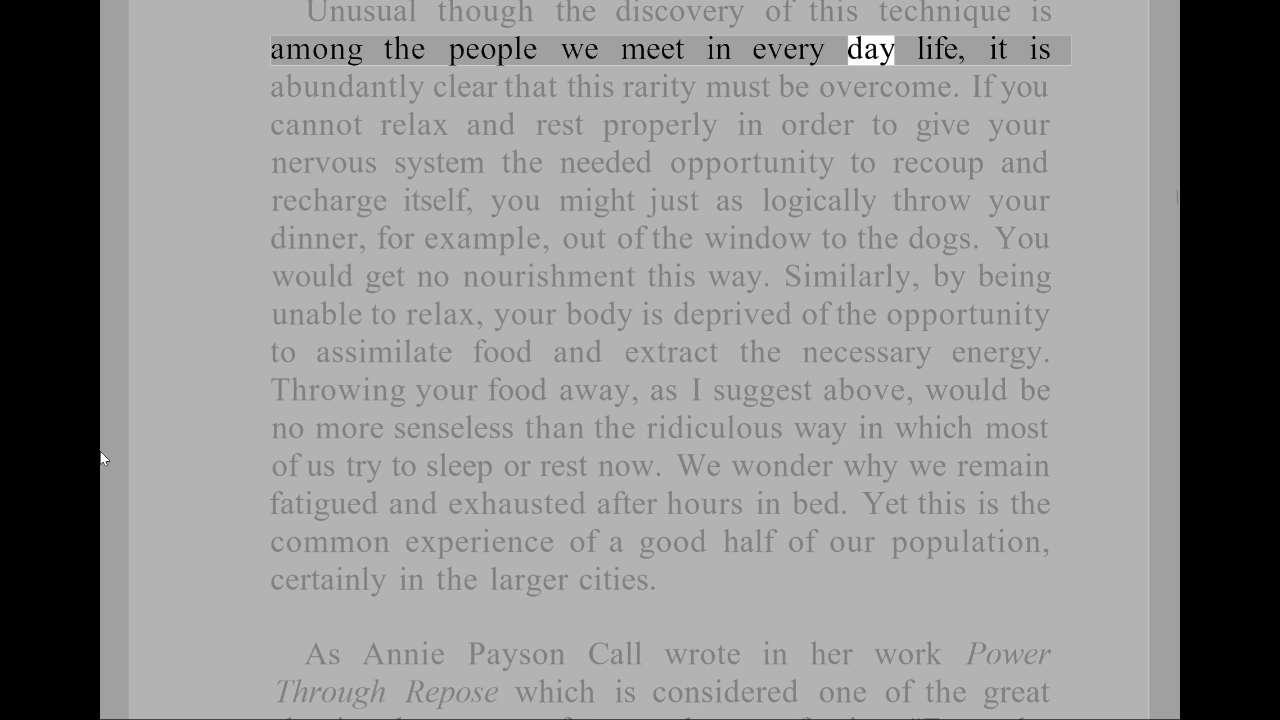 Unusual though the discovery of this technique is
among the people we meet in every day life, it is
abundantly clear that this rarity must be overcome. If you
cannot relax and rest properly in order to give your
nervous system the needed opportunity to recoup and
recharge itself, you might just as logically throw your
dinner, for example, out of the window to the dogs. You
would get no nourishment this way. Similarly, by being
unable to relax, your body is deprived of the opportunity
to assimilate food and extract the necessary energy.
Throwing your food away, as I suggest above, would be
no more senseless than the ridiculous way in which most
of us try to sleep or rest now. We wonder why we remain
fatigued and exhausted after hours in bed. Yet this is the
common experience of a good half of our population,
certainly in the larger cities.
As Annie Payson Call wrote in her work Power
Through Repose which is considered one of the great